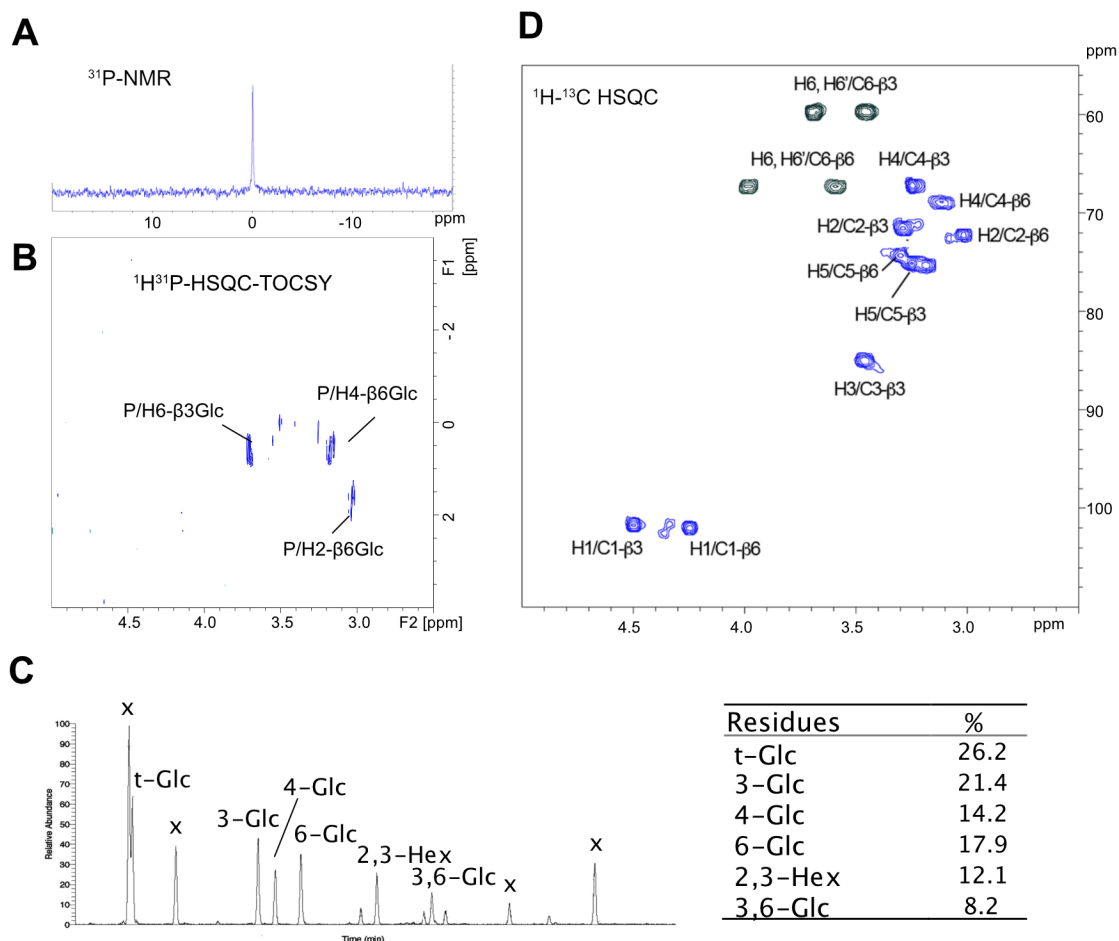 A
³¹P-NMR
10
0
-10
ppm
B
¹H³¹P-HSQC-TOCSY
F1 [ppm]
- 2
0
2
P/H6-β3Glc
P/H4-β6Glc
P/H2-β6Glc
4.5
4.0
3.5
3.0
F2 [ppm]
D
ppm
¹H-¹³C HSQC
H6, H6'/C6-β3
60
H6, H6'/C6-β6
H4/C4-β3
H4/C4-β6
70
H2/C2-β3
H2/C2-β6
H5/C5-β6
H5/C5-β3
80
H3/C3-β3
90
100
H1/C1-β3
H1/C1-β6
4.5
4.0
3.5
3.0
ppm
C
Relative Abundance
100
90
80
70
60
50
40
30
20
10
0
x
t-Glc
x
3-Glc
4-Glc
6-Glc
2,3-Hex
3,6-Glc
x
x
Time (min)
Residues %
t-Glc 26.2
3-Glc 21.4
4-Glc 14.2
6-Glc 17.9
2,3-Hex 12.1
3,6-Glc 8.2